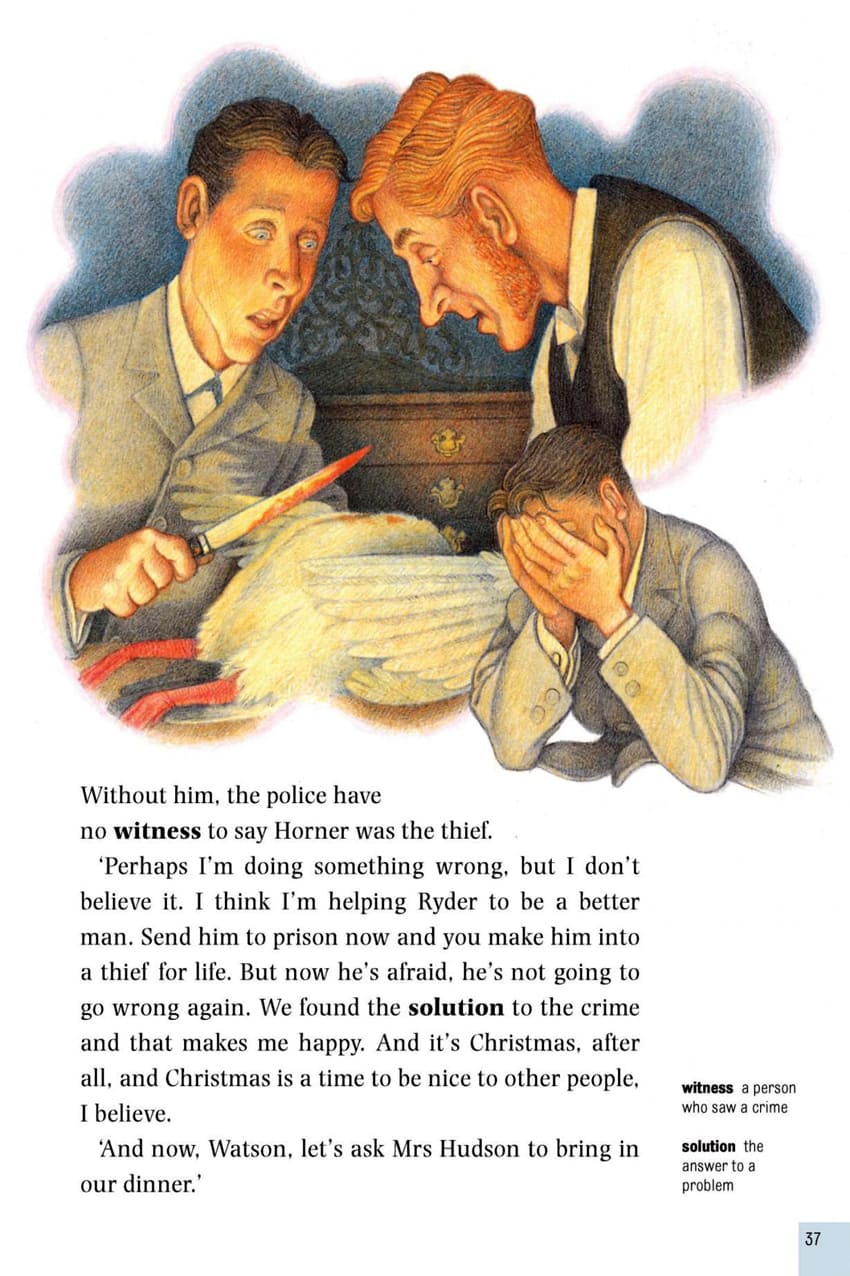 Without him, the police have
no witness to say Horner was the thief.
‘Perhaps I’m doing something wrong, but I don’t
believe it. I think I’m helping Ryder to be a better
man. Send him to prison now and you make him into
a thief for life. But now he’s afraid, he’s not going to
go wrong again. We found the solution to the crime
and that makes me happy. And it’s Christmas, after
all, and Christmas is a time to be nice to other people,
I believe.
‘And now, Watson, let’s ask Mrs Hudson to bring in
our dinner.’
witness a person
who saw a crime
solution the
answer to a
problem
37